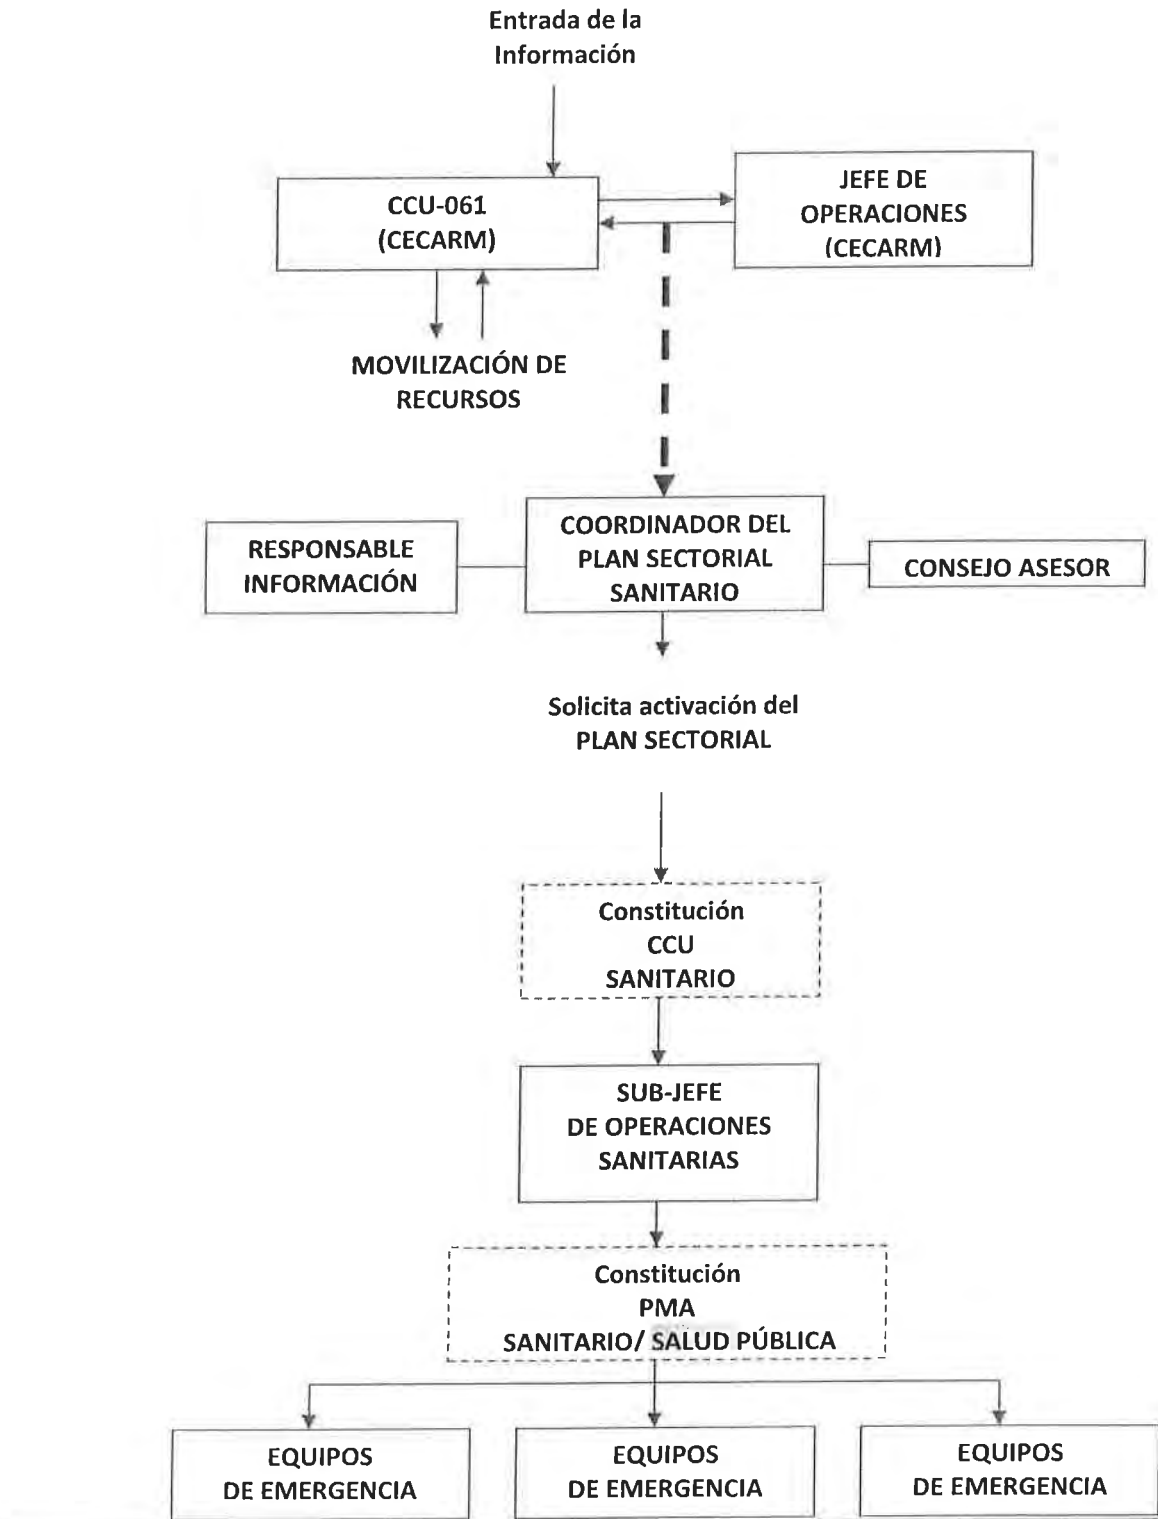 Entrada de la
Información
CCU-061
(CECARM)
JEFE DE
OPERACIONES
(CECARM)
MOVILIZACIÓN DE
RECURSOS
RESPONSABLE
INFORMACIÓN
COORDINADOR DEL
PLAN SECTORIAL
SANITARIO
CONSEJO ASESOR
Solicita activación del
PLAN SECTORIAL
Constitución
CCU
SANITARIO
SUB-JEFE
DE OPERACIONES
SANITARIAS
Constitución
PMA
SANITARIO/ SALUD PÚBLICA
EQUIPOS
DE EMERGENCIA
EQUIPOS
DE EMERGENCIA
EQUIPOS
DE EMERGENCIA